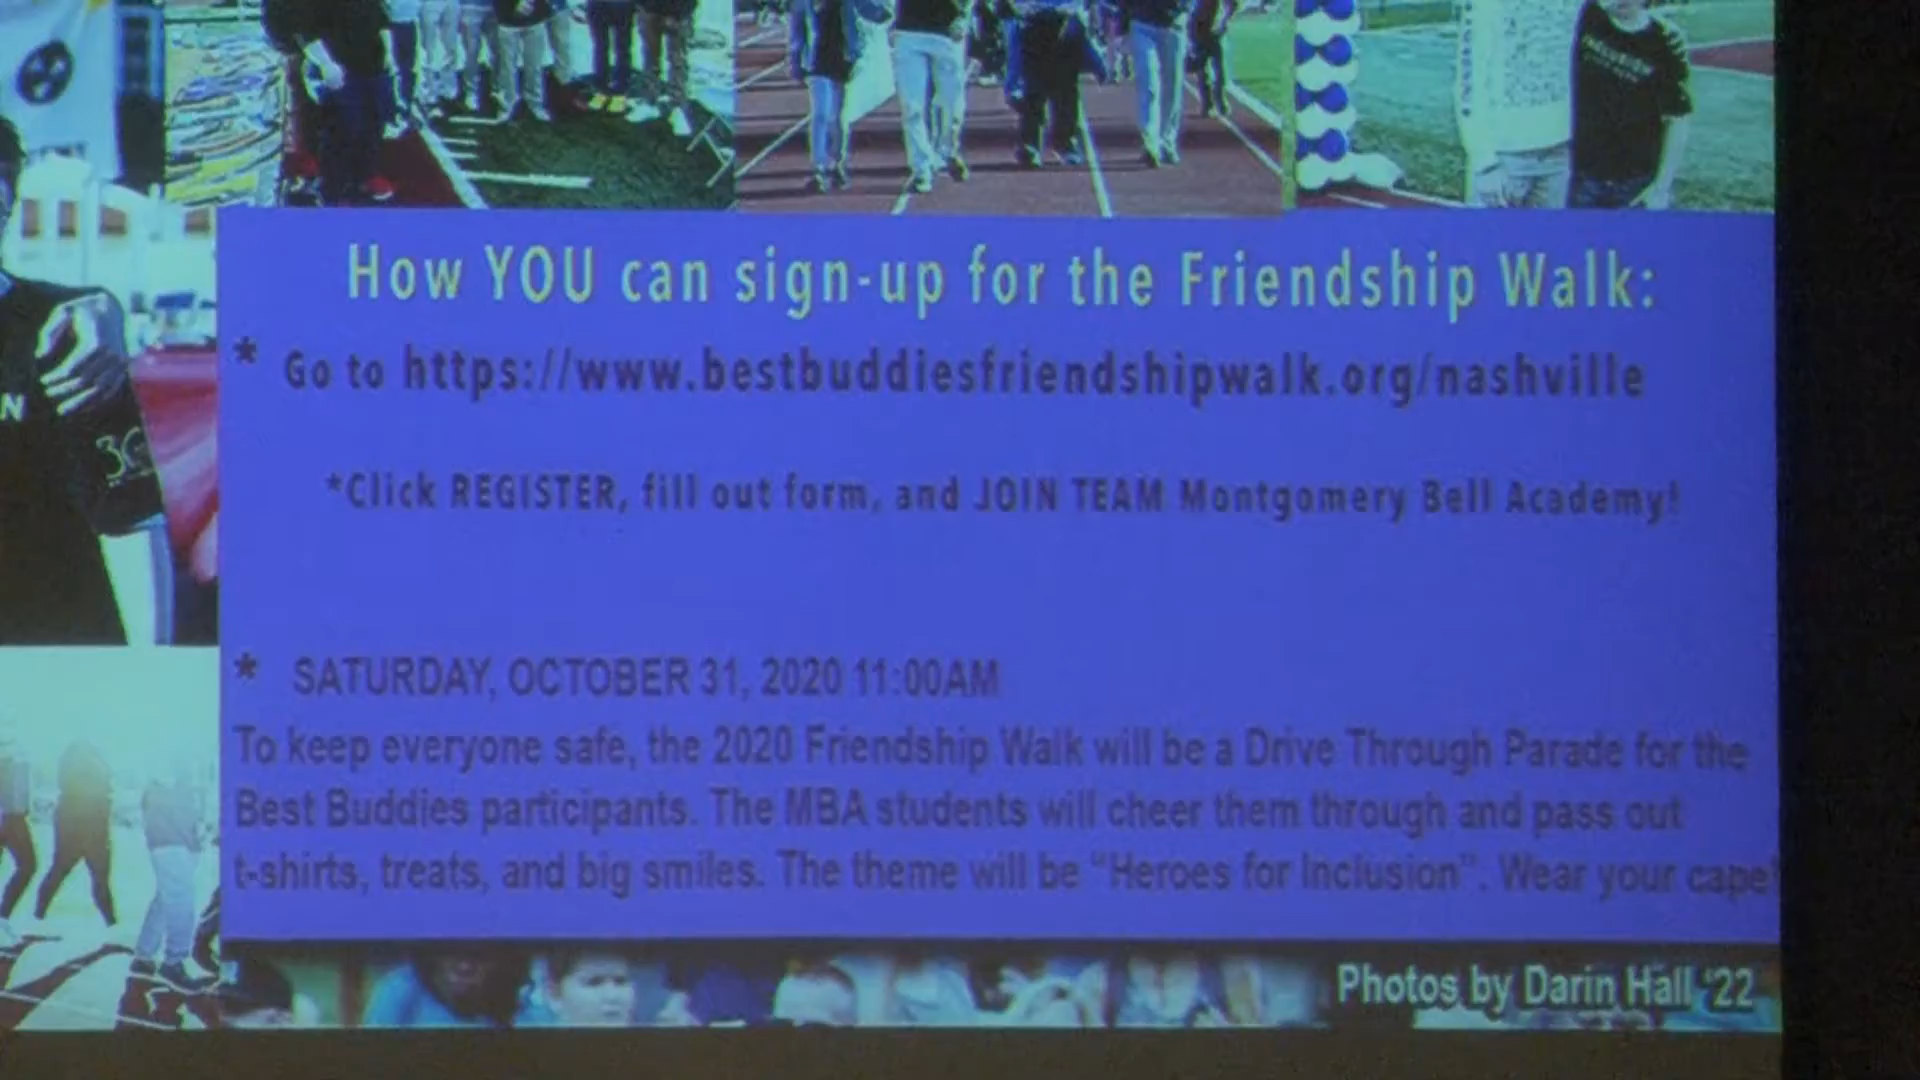 How YOU can sign-up for the Friendship Walk:
* Go to https://www.bestbuddiesfriendshipwalk.org/nashville
*Click REGISTER, fill out form, and JOIN TEAM Montgomery Bell Academy!
* SATURDAY, OCTOBER 31, 2020 11:00AM
To keep everyone safe, the 2020 Friendship Walk will be a Drive Through Parade for the
Best Buddies participants. The MBA students will cheer them through and pass out
t-shirts, treats, and big smiles. The theme will be “Heroes for Inclusion”. Wear your cape
Photos by Darin Hall '22